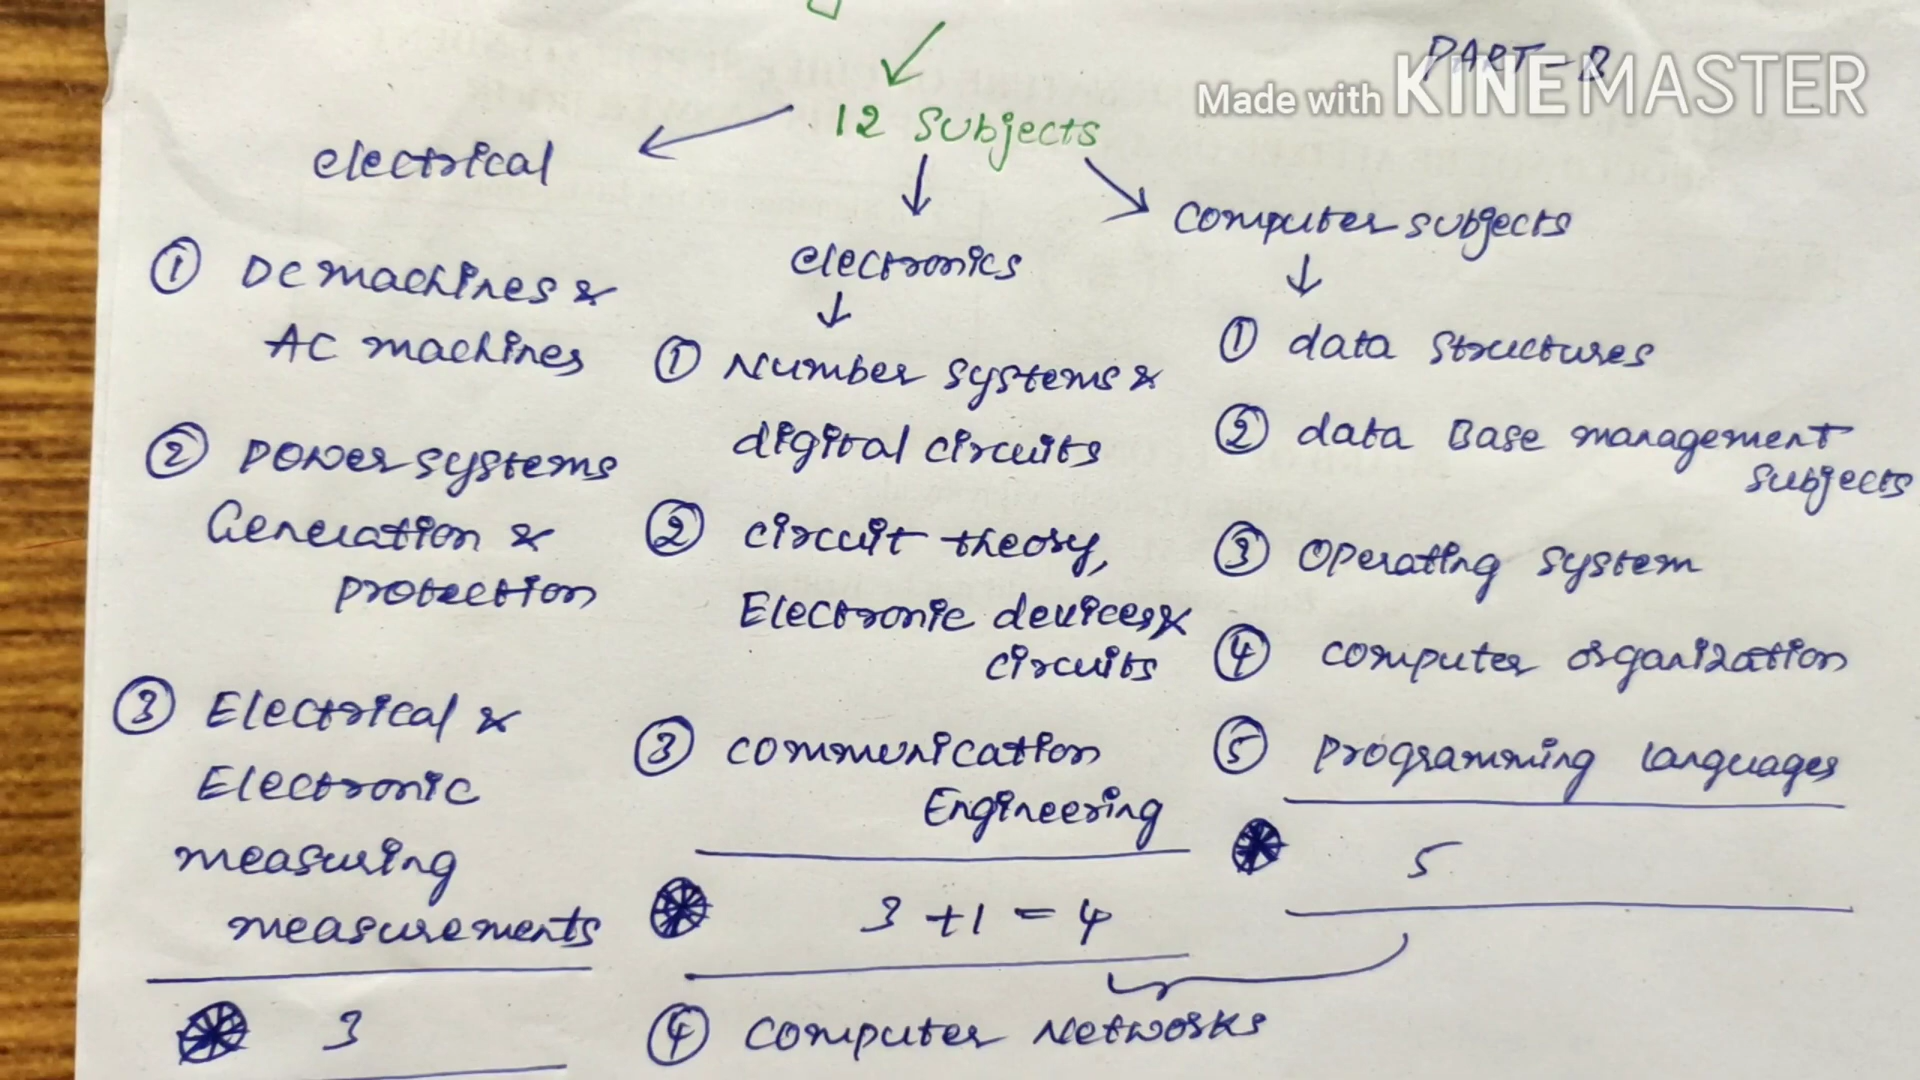 PART-B
Made with KINEMASTER
12 subjects
electrical
① DC machines &
AC machines
② power systems
Generation &
protection
③ Electrical &
Electronic
measuring
measurements
3
electronics
① Number systems &
digital circuits
② circuit theory,
Electronic devices &
circuits
③ communication
Engineering
3 +1 = 4
④ computer Networks
computer subjects
① data structures
② data Base management
subjects
③ operating system
④ computer organization
⑤ programming languages
5